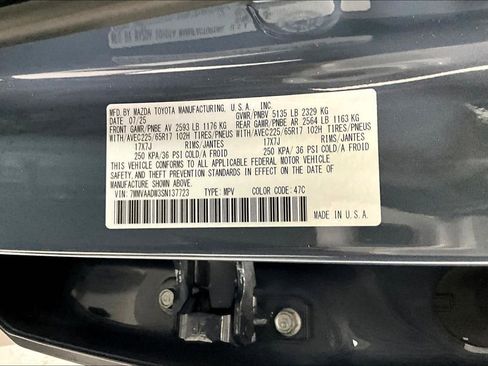 MFD. BY MAZDA TOYOTA MANUFACTURING, U.S.A., INC.
DATE 07/25 GVWR/PNBV 5135 LB 2329 KG
FRONT GAWR/PNBE AV 2593 LB 1176 KG REAR GAWR/PNBE AR 2564 LB 1163 KG
WITH/AVEC225/65R17 102H TIRES/PNEUS WITH/AVEC225/65R17 102H TIRES/PNEUS
17X7J RIMS/JANTES 17X7J RIMS/JANTES
250 KPA/36 PSI COLD/A FROID 250 KPA/36 PSI COLD/A FROID
THIS VEHICLE CONFORMS TO ALL APPLICABLE FEDERAL MOTOR VEHICLE
SAFETY, BUMPER, AND THEFT PREVENTION STANDARDS IN EFFECT ON THE DATE OF
MANUFACTURE SHOWN ABOVE.
VIN: 7MMVAADW3SN137723 TYPE: MPV COLOR CODE: 47C
MADE IN U.S.A.